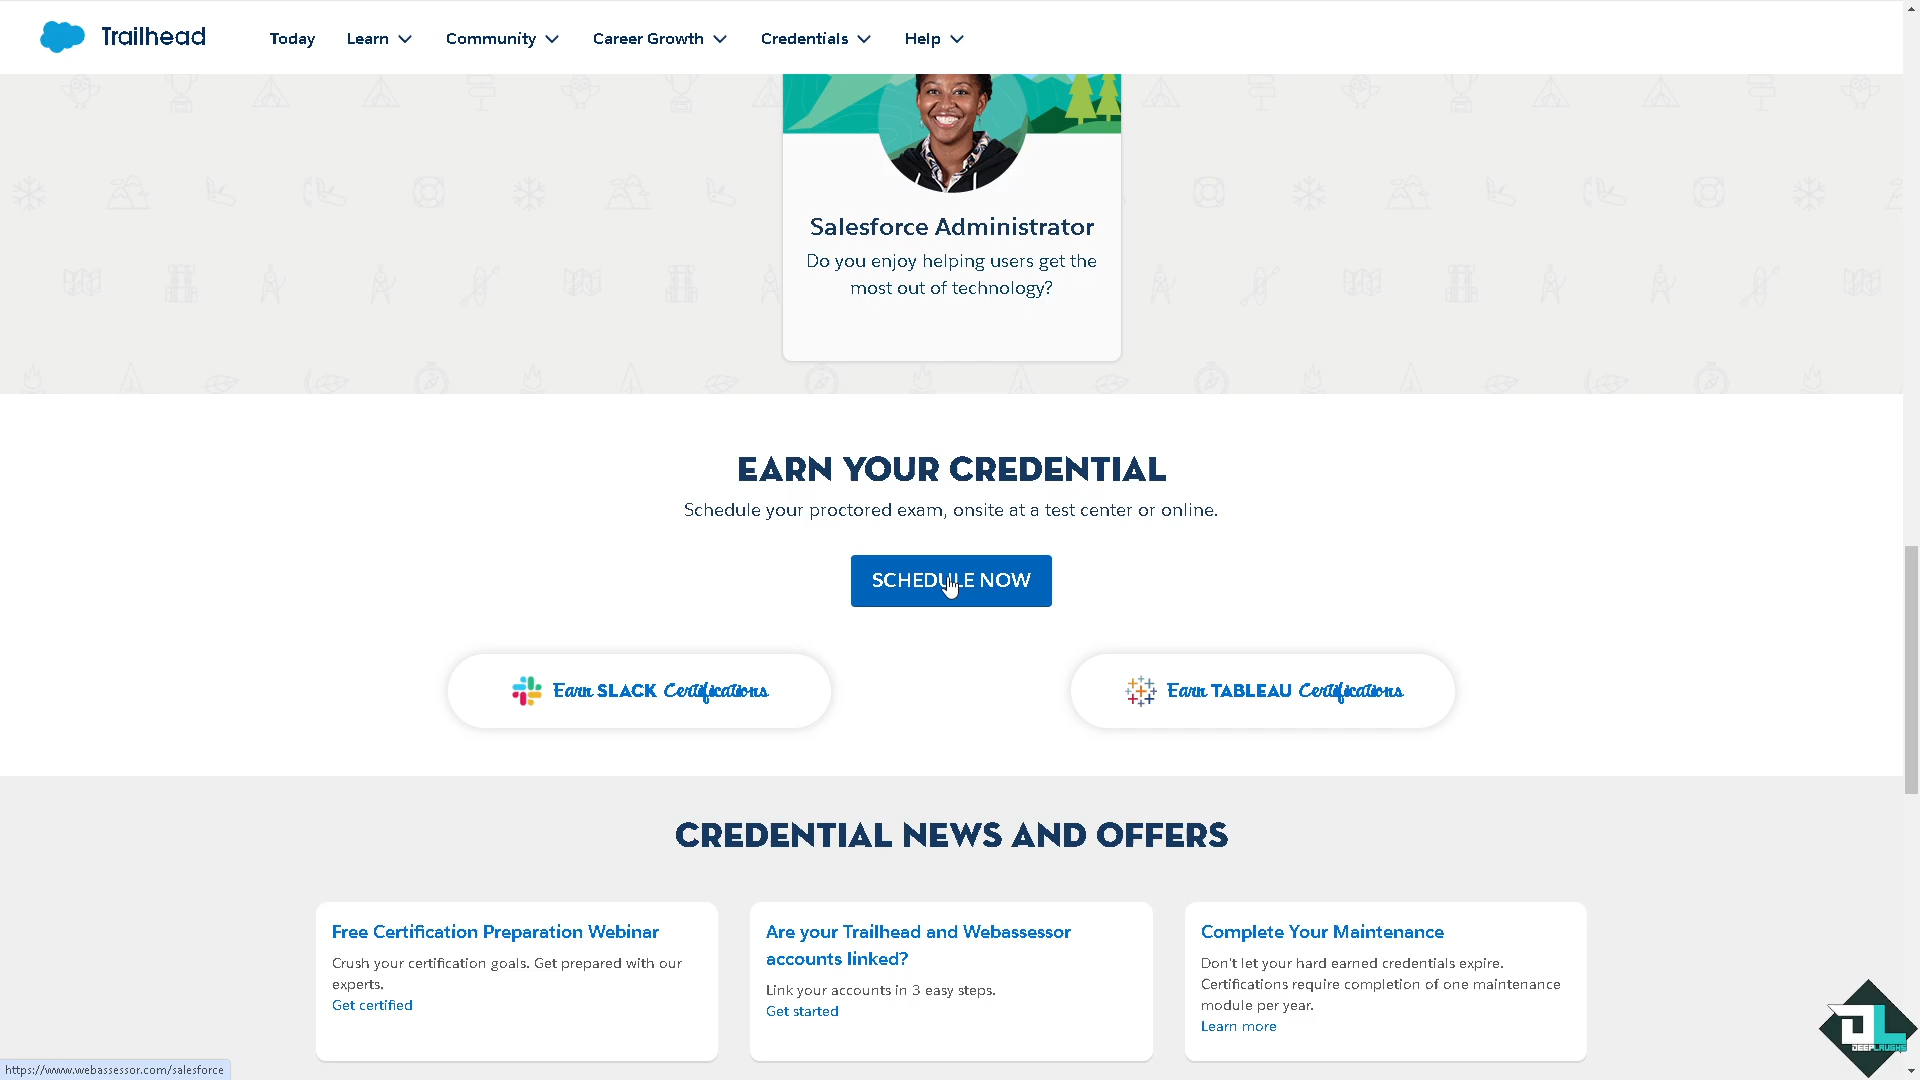 Trailhead
Today
Learn
Community
Career Growth
Credentials
Help
Salesforce Administrator
Do you enjoy helping users get the
most out of technology?
EARN YOUR CREDENTIAL
Schedule your proctored exam, onsite at a test center or online.
SCHEDULE NOW
Earn SLACK Certifications
Earn TABLEAU Certifications
CREDENTIAL NEWS AND OFFERS
Free Certification Preparation Webinar
Crush your certification goals. Get prepared with our
experts.
Get certified
Are your Trailhead and Webassessor
accounts linked?
Link your accounts in 3 easy steps.
Get started
Complete Your Maintenance
Don't let your hard earned credentials expire.
Certifications require completion of one maintenance
module per year.
Learn more
DEEPLAUGHS
https://www.webassessor.com/salesforce